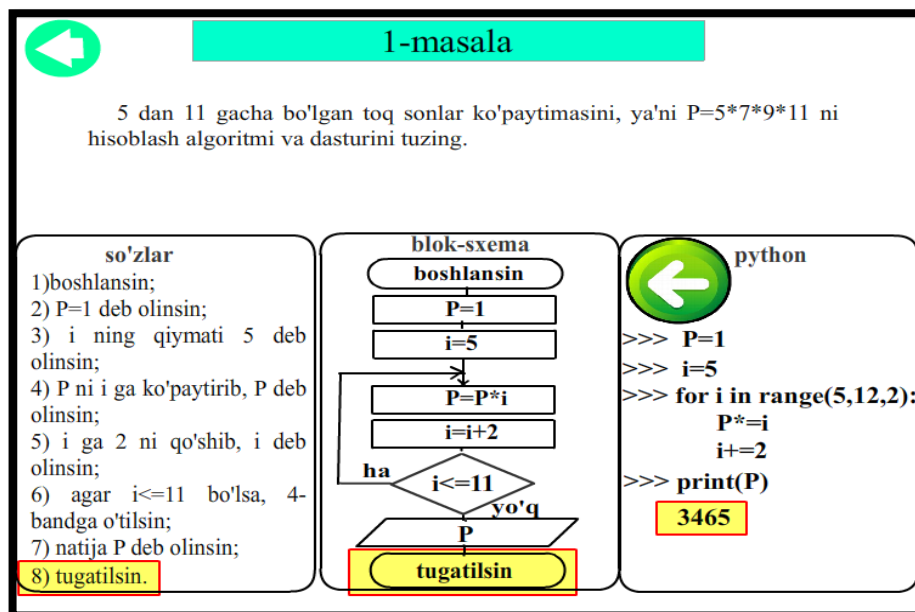 1-masala
5 dan 11 gacha bo'lgan toq sonlar ko'paytimasini, ya'ni P=5*7*9*11 ni
hisoblash algoritmi va dasturini tuzing.
so'zlar
1)boshlansin;
2) P=1 deb olinsin;
3) i ning qiymati 5 deb
olinsin;
4) P ni i ga ko'paytirib, P deb
olinsin;
5) i ga 2 ni qo'shib, i deb
olinsin;
6) agar i<=11 bo'lsa, 4-
bandga o'tilsin;
7) natija P deb olinsin;
8) tugatilsin.
blok-sxema
boshlansin
P=1
i=5
P=P*i
i=i+2
ha
i<=11
yo'q
P
tugatilsin
python
>>> P=1
>>> i=5
>>> for i in range(5,12,2):
P*=i
i+=2
>>> print(P)
3465